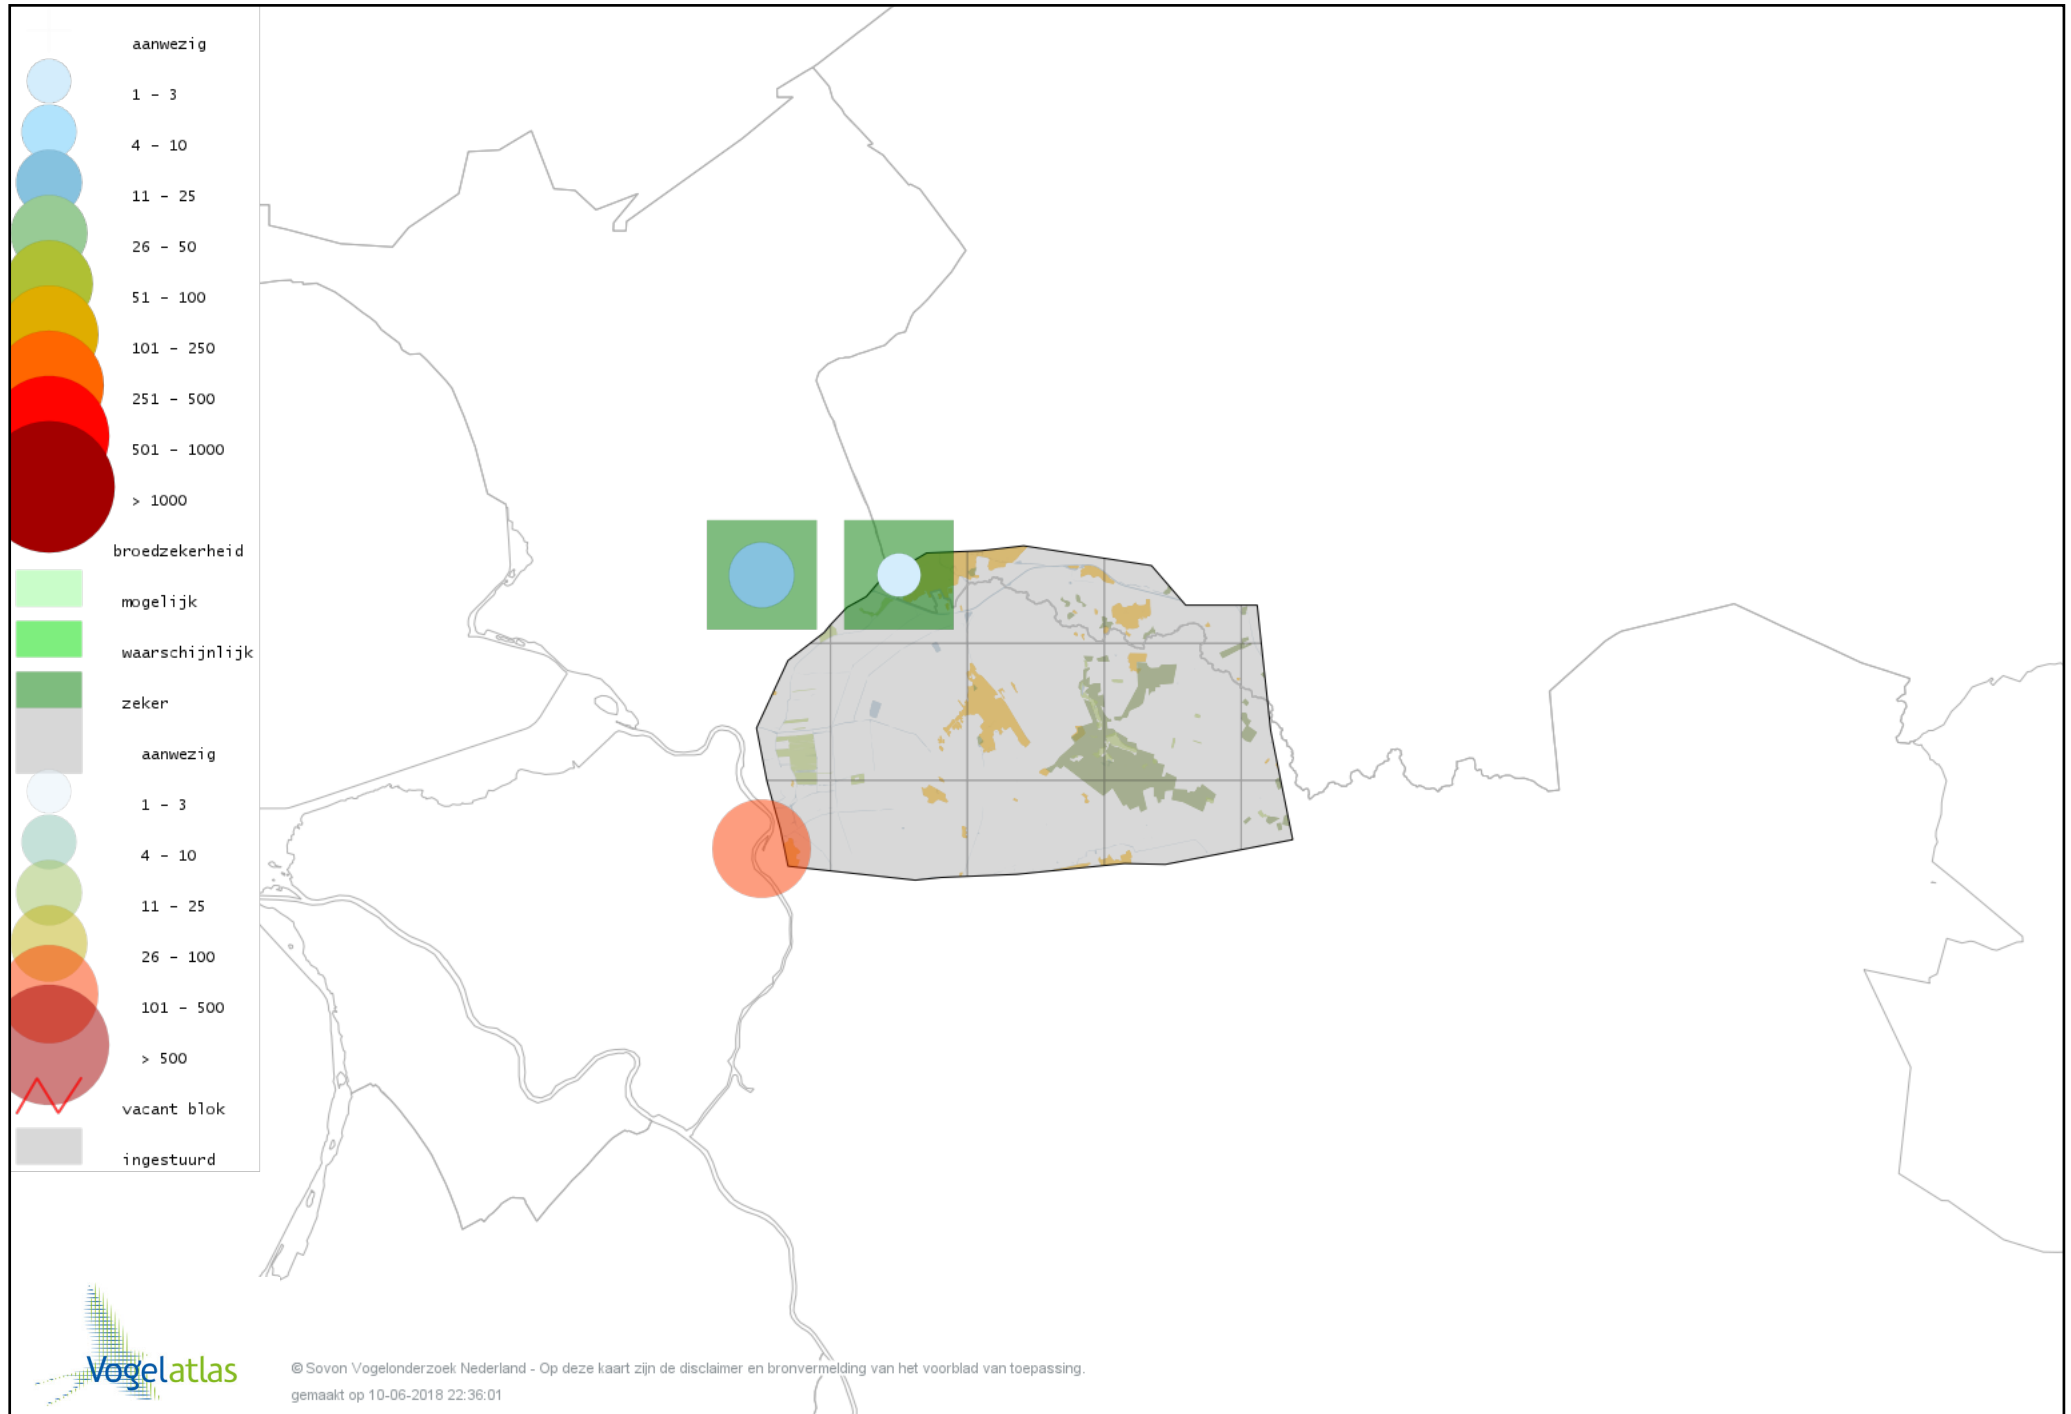 aanwezig
1 - 3
4 - 10
11 - 25
26 - 50
51 - 100
101 - 250
251 - 500
501 - 1000
> 1000
broedzekerheid
mogelijk
waarschijnlijk
zeker
aanwezig
1 - 3
4 - 10
11 - 25
26 - 100
101 - 500
> 500
vacant blok
ingestuurd
Vogelatlas
© Sovon Vogelonderzoek Nederland - Op deze kaart zijn de disclaimer en bronvermelding van het voorblad van toepassing.
gemaakt op 10-06-2018 22:36:01